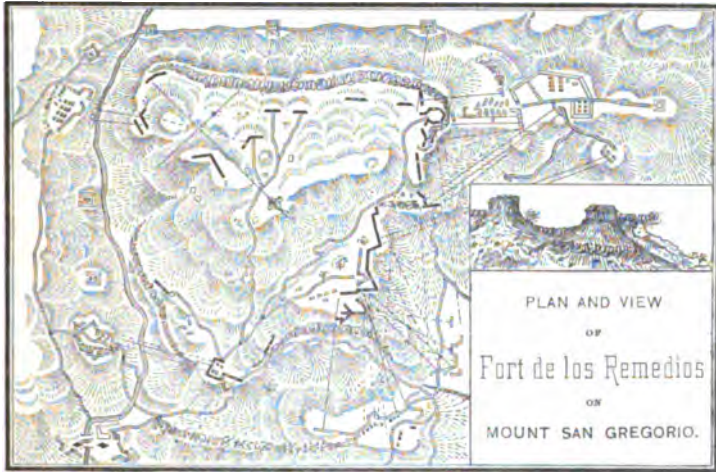 PLAN AND VIEW
OF
Fort de los Remedios
ON
MOUNT SAN GREGORIO.